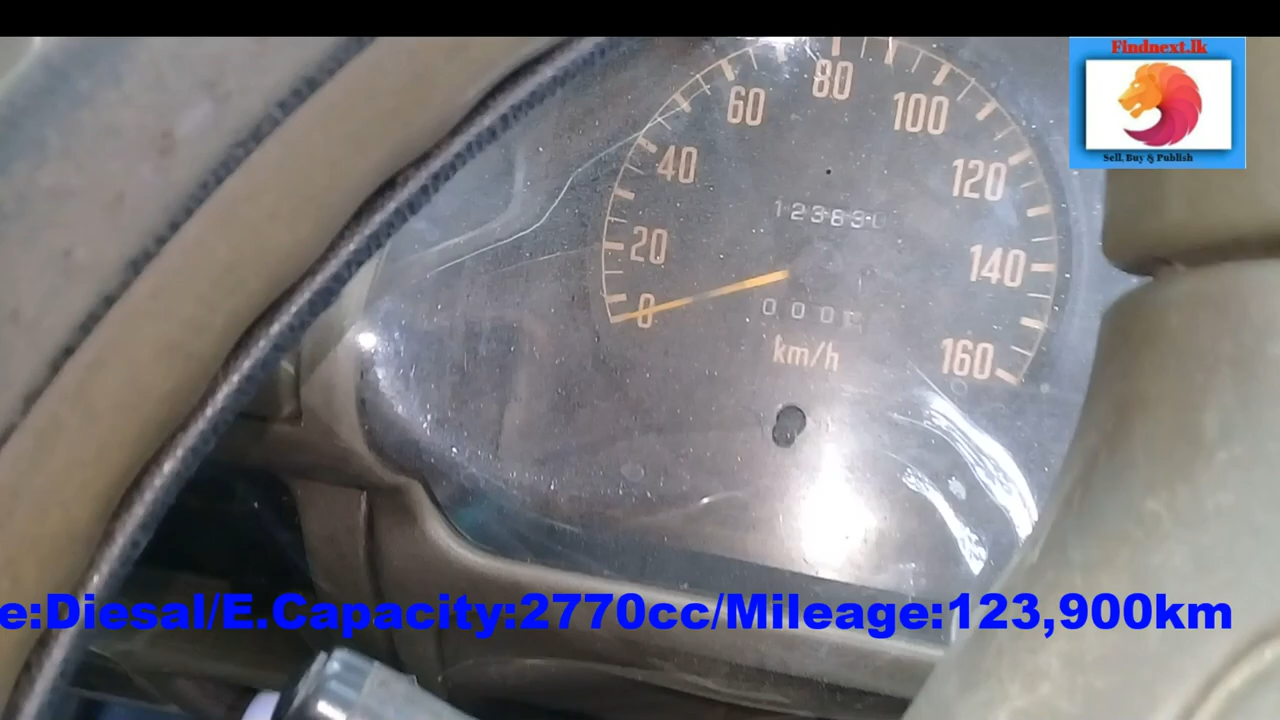 Findnext.lk
Sell, Buy & Publish
80
60
100
40
120
20
140
0
160
km/h
e:Diesal/E.Capacity:2770cc/Mileage:123,900km